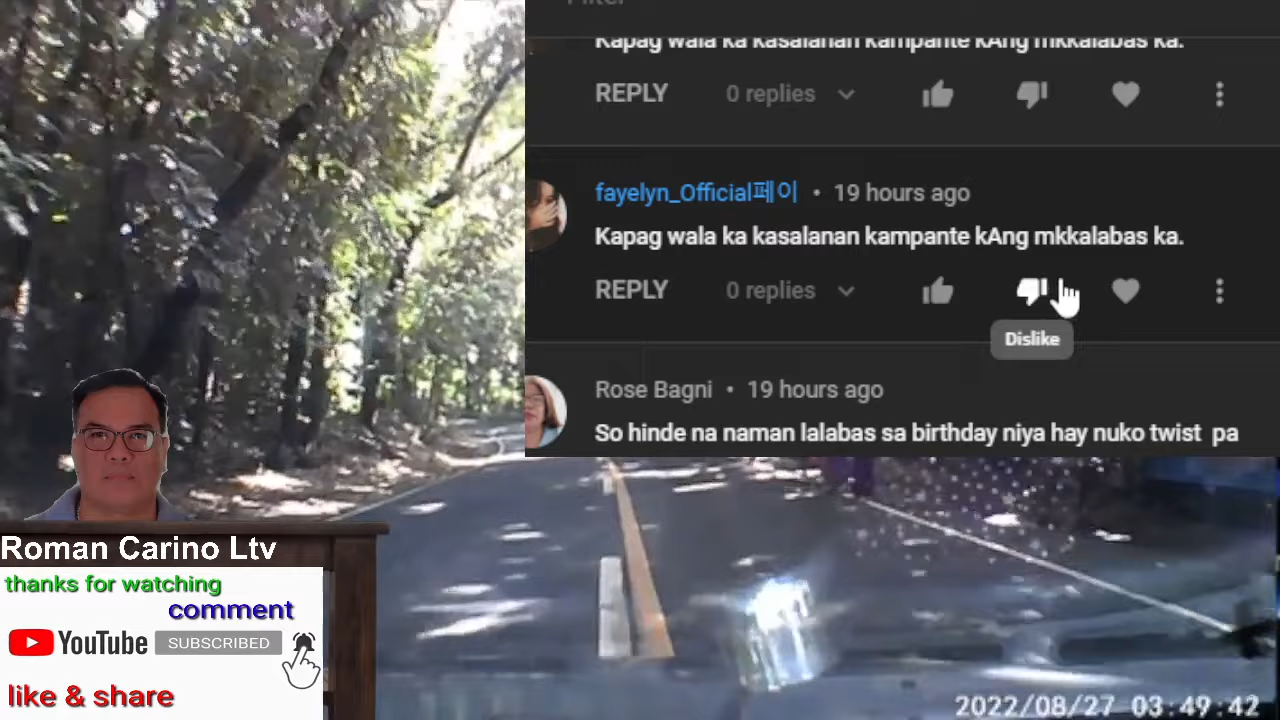 Filter
Kapag wala ka kasalanan kampante kAng mkkalabas ka.
REPLY 0 replies
fayelyn_Official페이 • 19 hours ago
Kapag wala ka kasalanan kampante kAng mkkalabas ka.
REPLY 0 replies
Dislike
Rose Bagni • 19 hours ago
So hinde na naman lalabas sa birthday niya hay nuko twist pa
Roman Carino Ltv
thanks for watching
comment
YouTube SUBSCRIBED
like & share
2022/08/27 03:49:42